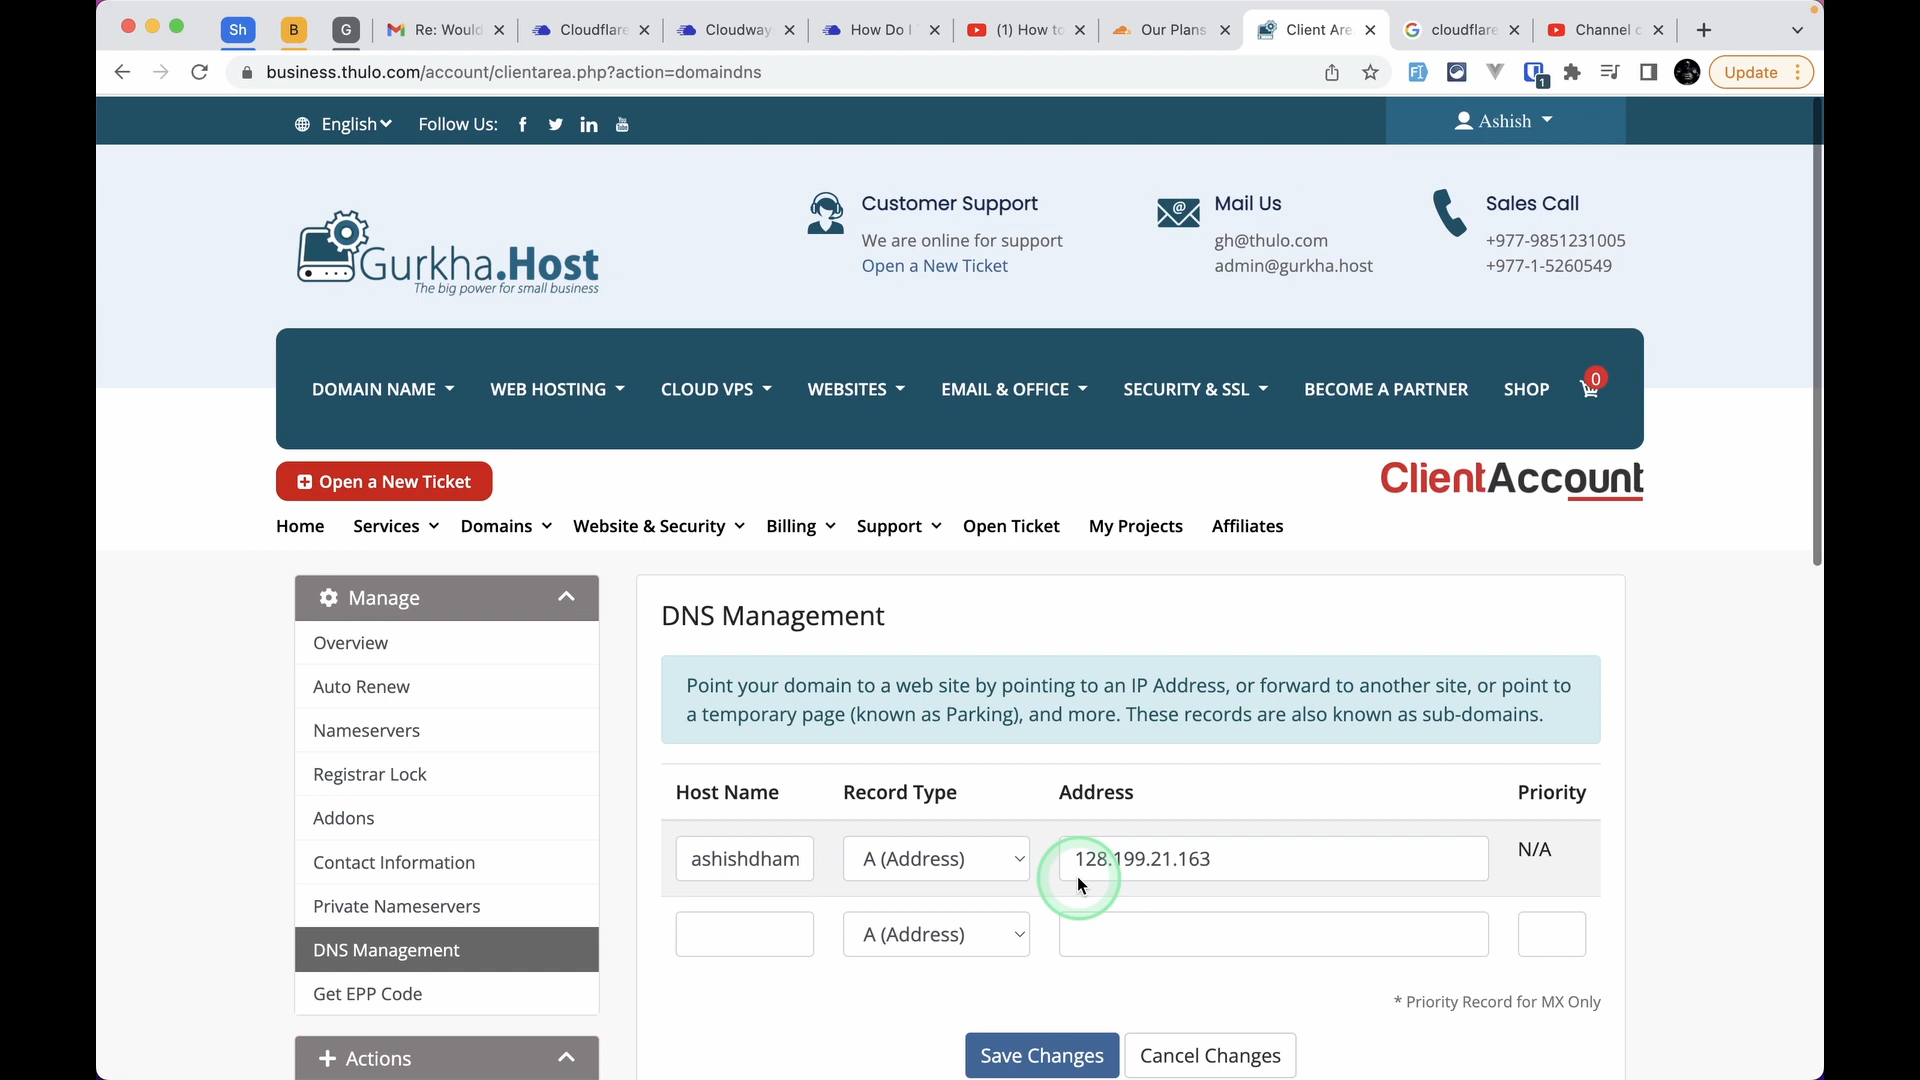 Sh
B
G
Re: Would
Cloudflare
Cloudway
How Do I
(1) How to
Our Plans
Client Are
cloudflare
Channel c
business.thulo.com/account/clientarea.php?action=domaindns
1
Update
English
Follow Us:
Ashish
Gurkha.Host
The big power for small business
Customer Support
We are online for support
Open a New Ticket
Mail Us
gh@thulo.com
admin@gurkha.host
Sales Call
+977-9851231005
+977-1-5260549
DOMAIN NAME
WEB HOSTING
CLOUD VPS
WEBSITES
EMAIL & OFFICE
SECURITY & SSL
BECOME A PARTNER
SHOP
0
Open a New Ticket
ClientAccount
Home
Services
Domains
Website & Security
Billing
Support
Open Ticket
My Projects
Affiliates
Manage
Overview
Auto Renew
Nameservers
Registrar Lock
Addons
Contact Information
Private Nameservers
DNS Management
Get EPP Code
Actions
DNS Management
Point your domain to a web site by pointing to an IP Address, or forward to another site, or point to
a temporary page (known as Parking), and more. These records are also known as sub-domains.
Host Name
Record Type
Address
Priority
ashishdham
A (Address)
128.199.21.163
N/A
A (Address)
* Priority Record for MX Only
Save Changes
Cancel Changes